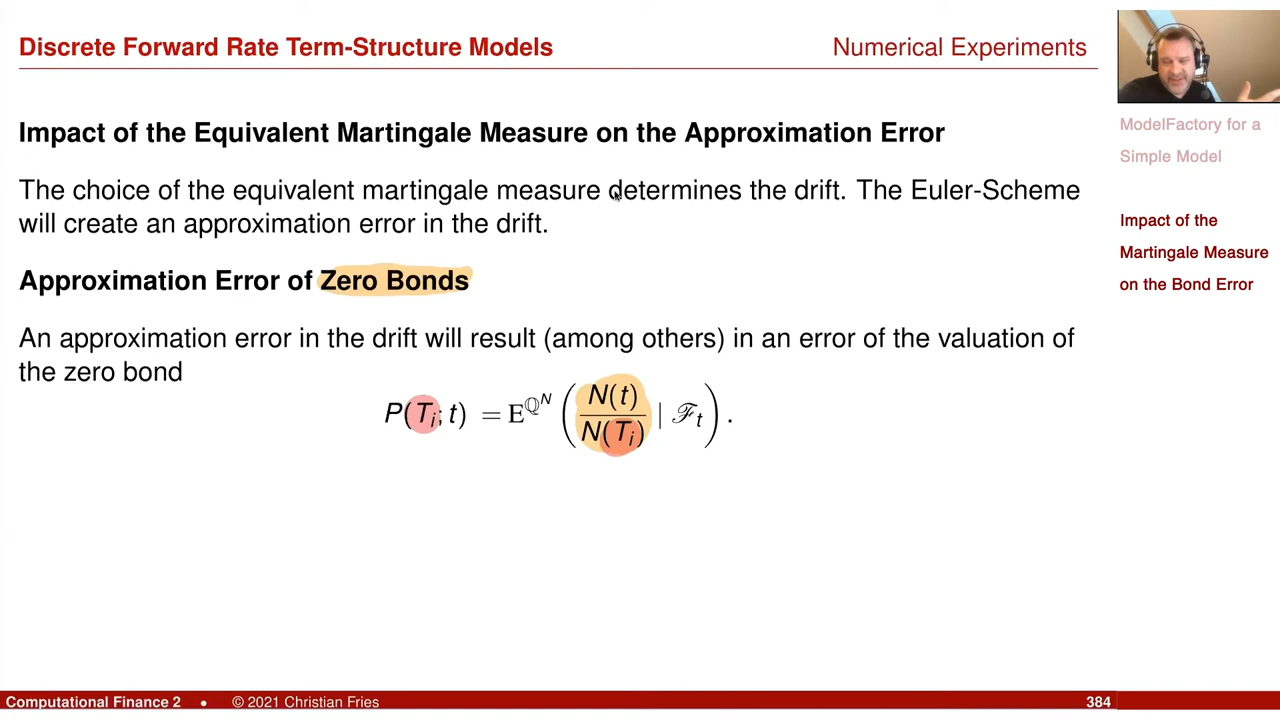 Discrete Forward Rate Term-Structure Models
Numerical Experiments
ModelFactory for a
Simple Model
Impact of the
Martingale Measure
on the Bond Error
Impact of the Equivalent Martingale Measure on the Approximation Error
The choice of the equivalent martingale measure determines the drift. The Euler-Scheme
will create an approximation error in the drift.
Approximation Error of Zero Bonds
An approximation error in the drift will result (among others) in an error of the valuation of
the zero bond
P(T_i; t) = E^{ℚ^N} ( N(t) / N(T_i) | ℱ_t ) .
Computational Finance 2 • © 2021 Christian Fries 384